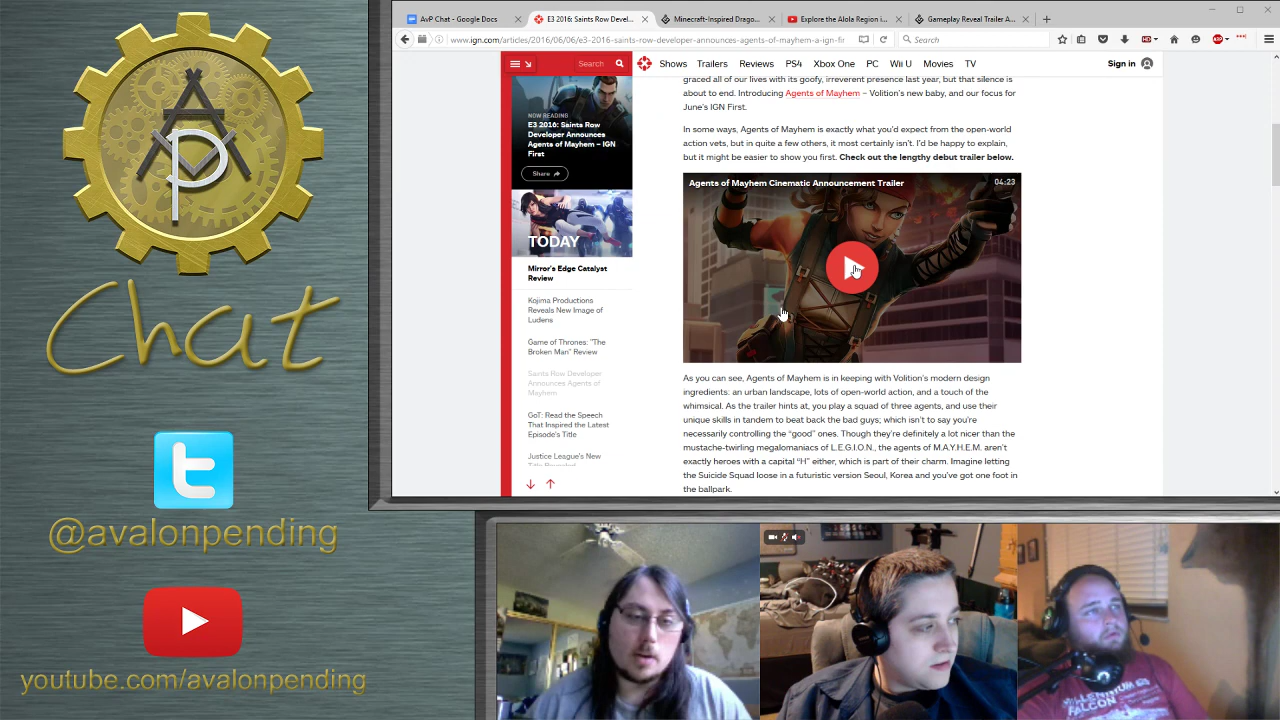 AvP Chat - Google Docs
E3 2016: Saints Row Devel...
Minecraft-Inspired Drago...
Explore the Alola Region i...
Gameplay Reveal Trailer A...
www.ign.com/articles/2016/06/06/e3-2016-saints-row-developer-announces-agents-of-mayhem-a-ign-fir
Search
Search
Shows Trailers Reviews PS4 Xbox One PC Wii U Movies TV
Sign in
NOW READING
E3 2016: Saints Row
Developer Announces
Agents of Mayhem – IGN
First
Share
TODAY
Mirror's Edge Catalyst
Review
Kojima Productions
Reveals New Image of
Ludens
Game of Thrones: "The
Broken Man" Review
Saints Row Developer
Announces Agents of
Mayhem
GoT: Read the Speech
That Inspired the Latest
Episode's Title
Justice League's New
Title Revealed
graced all of our lives with its goofy, irreverent presence last year, but that silence is
about to end. Introducing Agents of Mayhem – Volition's new baby, and our focus for
June's IGN First.
In some ways, Agents of Mayhem is exactly what you'd expect from the open-world
action vets, but in quite a few others, it most certainly isn't. I'd be happy to explain,
but it might be easier to show you first. Check out the lengthy debut trailer below.
Agents of Mayhem Cinematic Announcement Trailer
04:23
As you can see, Agents of Mayhem is in keeping with Volition's modern design
ingredients: an urban landscape, lots of open-world action, and a touch of the
whimsical. As the trailer hints at, you play a squad of three agents, and use their
unique skills in tandem to beat back the bad guys; which isn't to say you're
necessarily controlling the "good" ones. Though they're definitely a lot nicer than the
mustache-twirling megalomaniacs of L.E.G.I.O.N., the agents of M.A.Y.H.E.M. aren't
exactly heroes with a capital "H" either, which is part of their charm. Imagine letting
the Suicide Squad loose in a futuristic version Seoul, Korea and you've got one foot in
the ballpark.
AP
Chat
@avalonpending
youtube.com/avalonpending
MILLENNIUM
FALCON